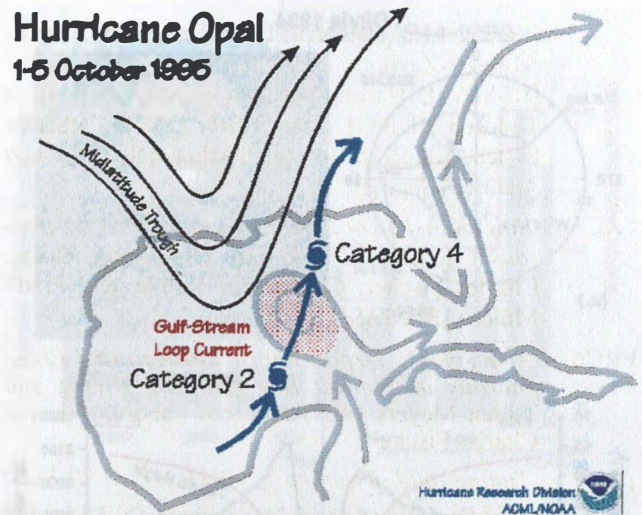 Hurricane Opal
1-5 October 1995
Midlatitude Trough
Category 4
Gulf-Stream
Loop Current
Category 2
Hurricane Research Division
AOML/NOAA